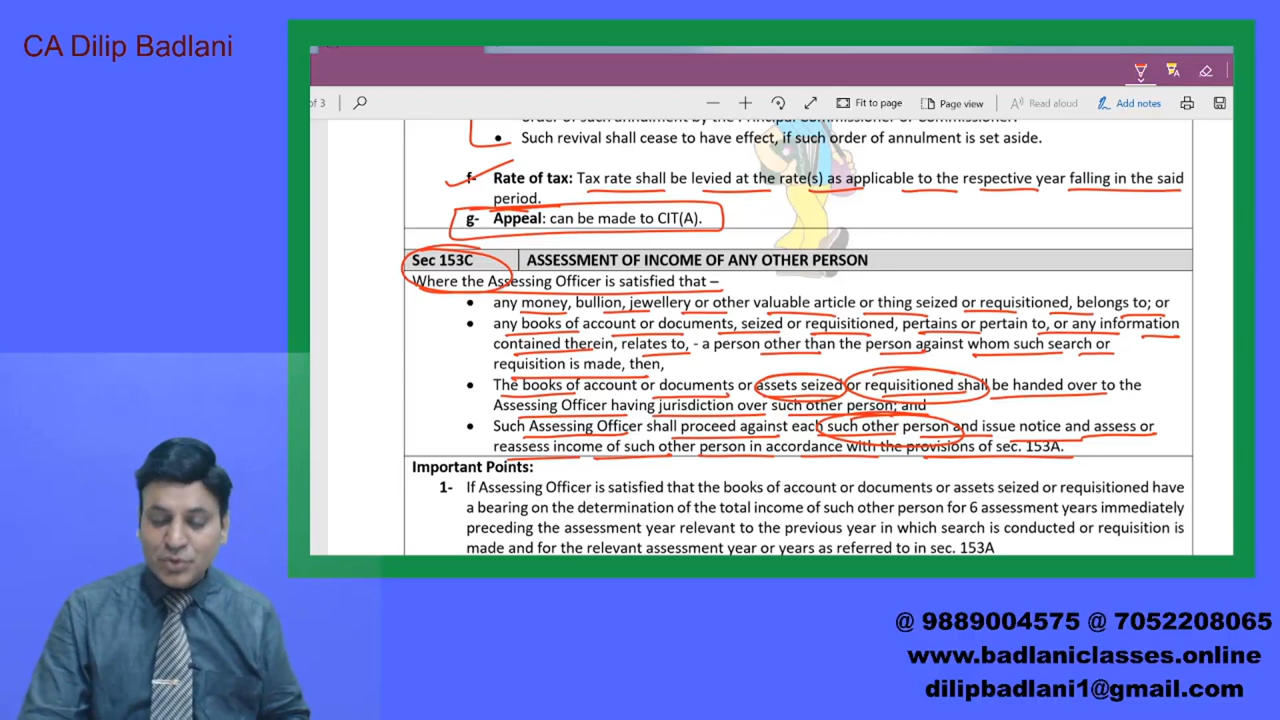 CA Dilip Badlani
of 3
Fit to page
Page view
Read aloud
Add notes
Order of such annulment by the Principal Commissioner or Commissioner.
• Such revival shall cease to have effect, if such order of annulment is set aside.
f- Rate of tax: Tax rate shall be levied at the rate(s) as applicable to the respective year falling in the said
period.
g- Appeal: can be made to CIT(A).
Sec 153C ASSESSMENT OF INCOME OF ANY OTHER PERSON
Where the Assessing Officer is satisfied that –
• any money, bullion, jewellery or other valuable article or thing seized or requisitioned, belongs to; or
• any books of account or documents, seized or requisitioned, pertains or pertain to, or any information
contained therein, relates to, - a person other than the person against whom such search or
requisition is made, then,
• The books of account or documents or assets seized or requisitioned shall be handed over to the
Assessing Officer having jurisdiction over such other person; and
• Such Assessing Officer shall proceed against each such other person and issue notice and assess or
reassess income of such other person in accordance with the provisions of sec. 153A.
Important Points:
1- If Assessing Officer is satisfied that the books of account or documents or assets seized or requisitioned have
a bearing on the determination of the total income of such other person for 6 assessment years immediately
preceding the assessment year relevant to the previous year in which search is conducted or requisition is
made and for the relevant assessment year or years as referred to in sec. 153A
@ 9889004575 @ 7052208065
www.badlaniclasses.online
dilipbadlani1@gmail.com